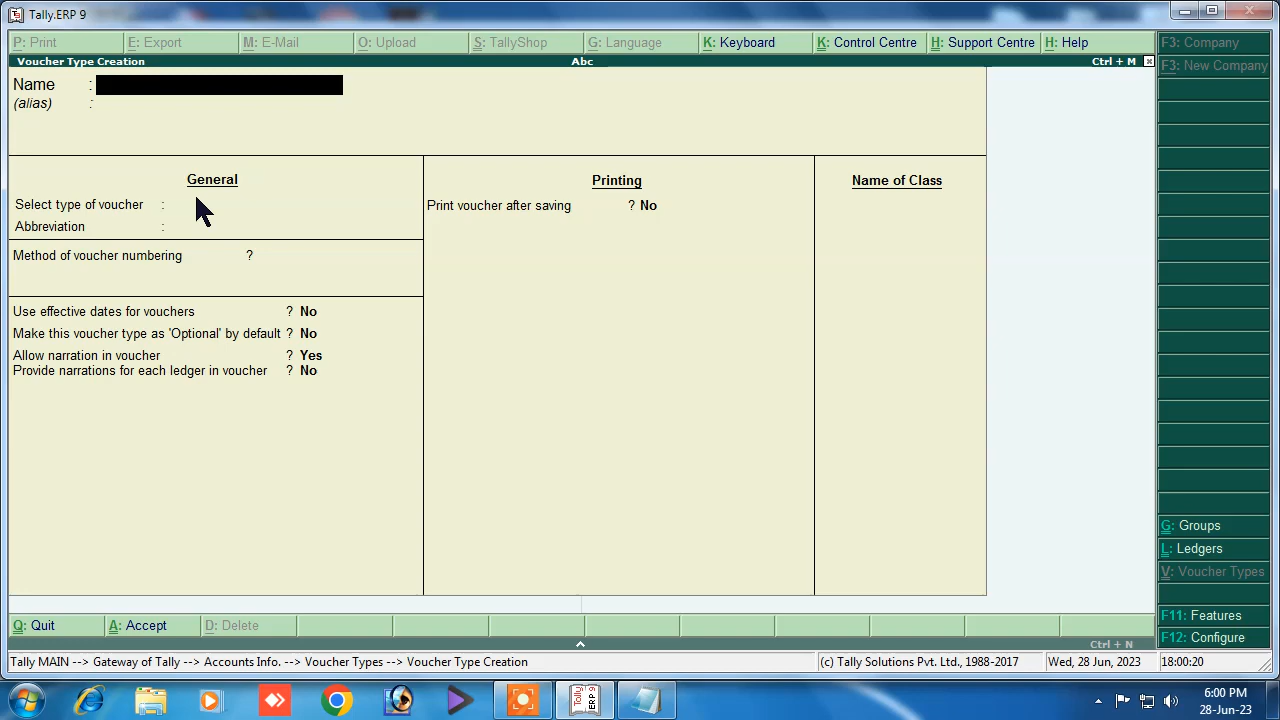 Tally.ERP 9
P: Print E: Export M: E-Mail O: Upload S: TallyShop G: Language K: Keyboard K: Control Centre H: Support Centre H: Help F3: Company
Voucher Type Creation Abc Ctrl + M
F3: New Company
Name :
(alias) :
General Printing Name of Class
Select type of voucher : Print voucher after saving ? No
Abbreviation :
Method of voucher numbering ?
Use effective dates for vouchers ? No
Make this voucher type as 'Optional' by default ? No
Allow narration in voucher ? Yes
Provide narrations for each ledger in voucher ? No
G: Groups
L: Ledgers
V: Voucher Types
F11: Features
Q: Quit A: Accept D: Delete
F12: Configure
Ctrl + N
Tally MAIN --> Gateway of Tally --> Accounts Info. --> Voucher Types --> Voucher Type Creation (c) Tally Solutions Pvt. Ltd., 1988-2017 Wed, 28 Jun, 2023 18:00:20
Tally
ERP 9
6:00 PM
28-Jun-23